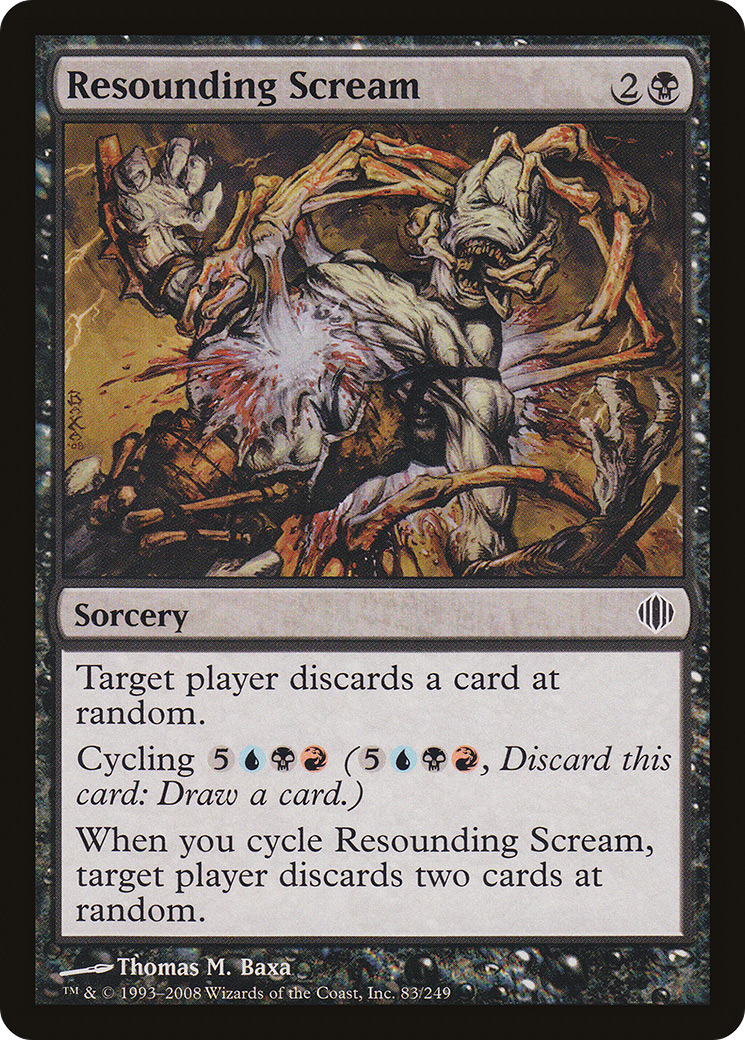 Resounding Scream 2
Sorcery
Target player discards a card at
random.
Cycling 5 (5, Discard this
card: Draw a card.)
When you cycle Resounding Scream,
target player discards two cards at
random.
Thomas M. Baxa
™ & © 1993–2008 Wizards of the Coast, Inc. 83/249